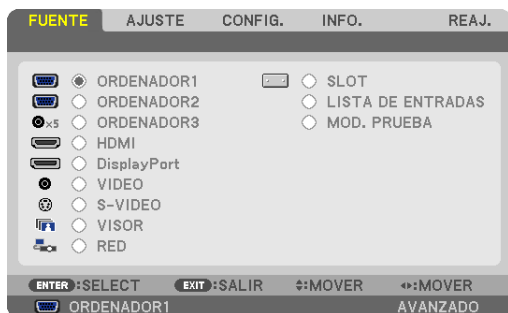 FUENTE AJUSTE CONFIG. INFO. REAJ.
ORDENADOR1
ORDENADOR2
×5 ORDENADOR3
HDMI
DisplayPort
VIDEO
S-VIDEO
VISOR
RED
SLOT
LISTA DE ENTRADAS
MOD. PRUEBA
ENTER :SELECT EXIT :SALIR :MOVER :MOVER
ORDENADOR1 AVANZADO